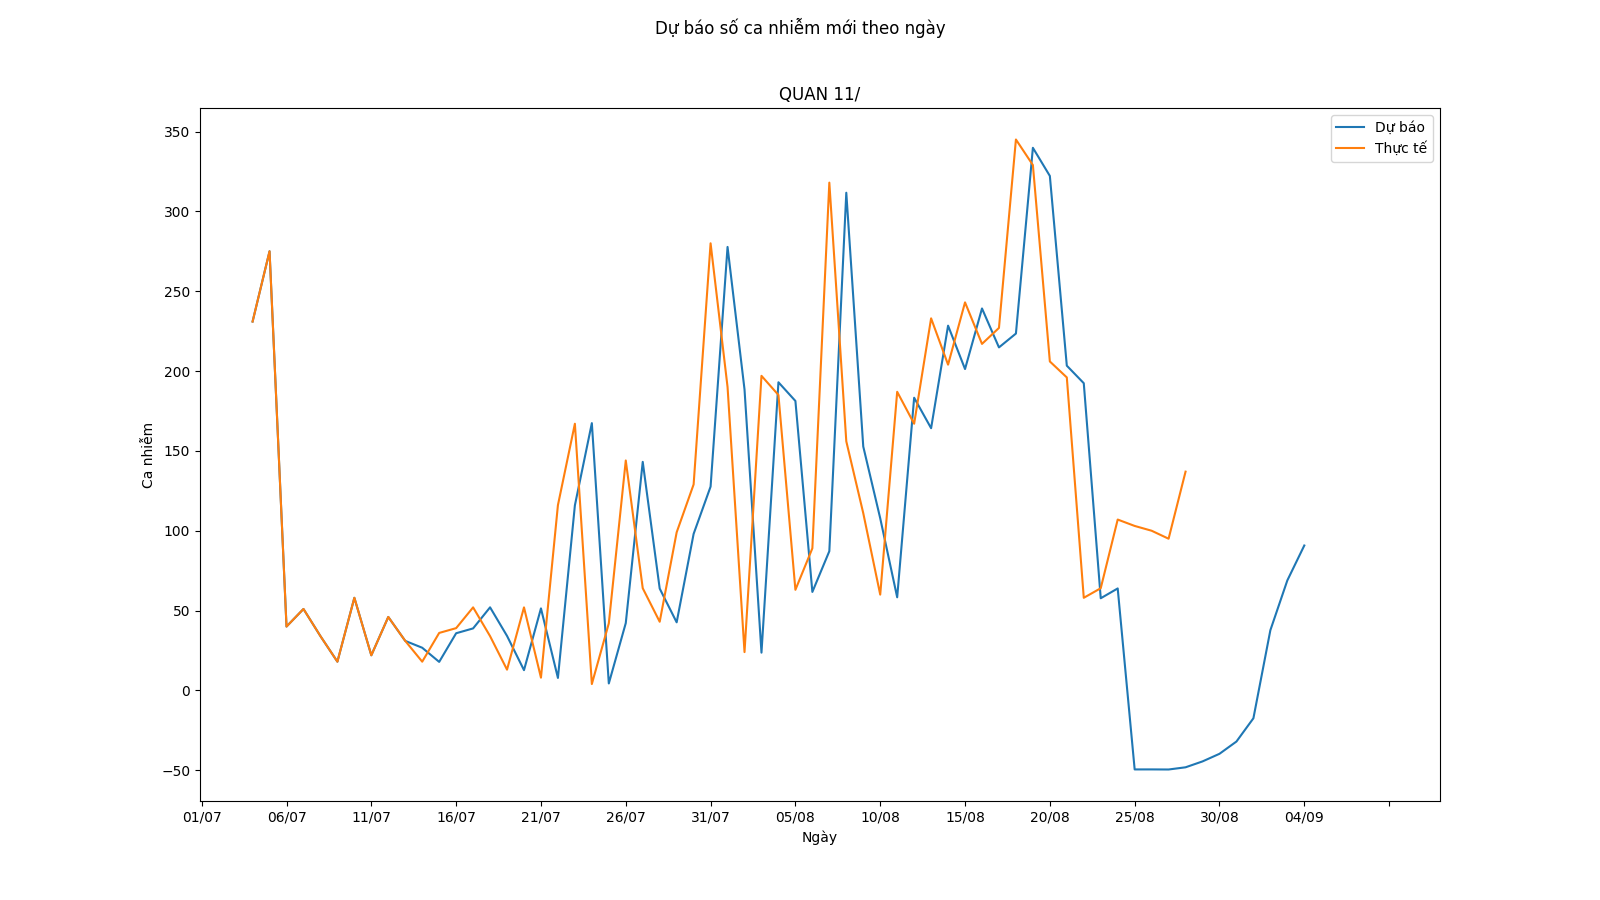 Dự báo số ca nhiễm mới theo ngày
QUAN 11/
Dự báo
Thực tế
350
300
250
200
150
100
50
0
−50
Ca nhiễm
01/07 06/07 11/07 16/07 21/07 26/07 31/07 05/08 10/08 15/08 20/08 25/08 30/08 04/09
Ngày